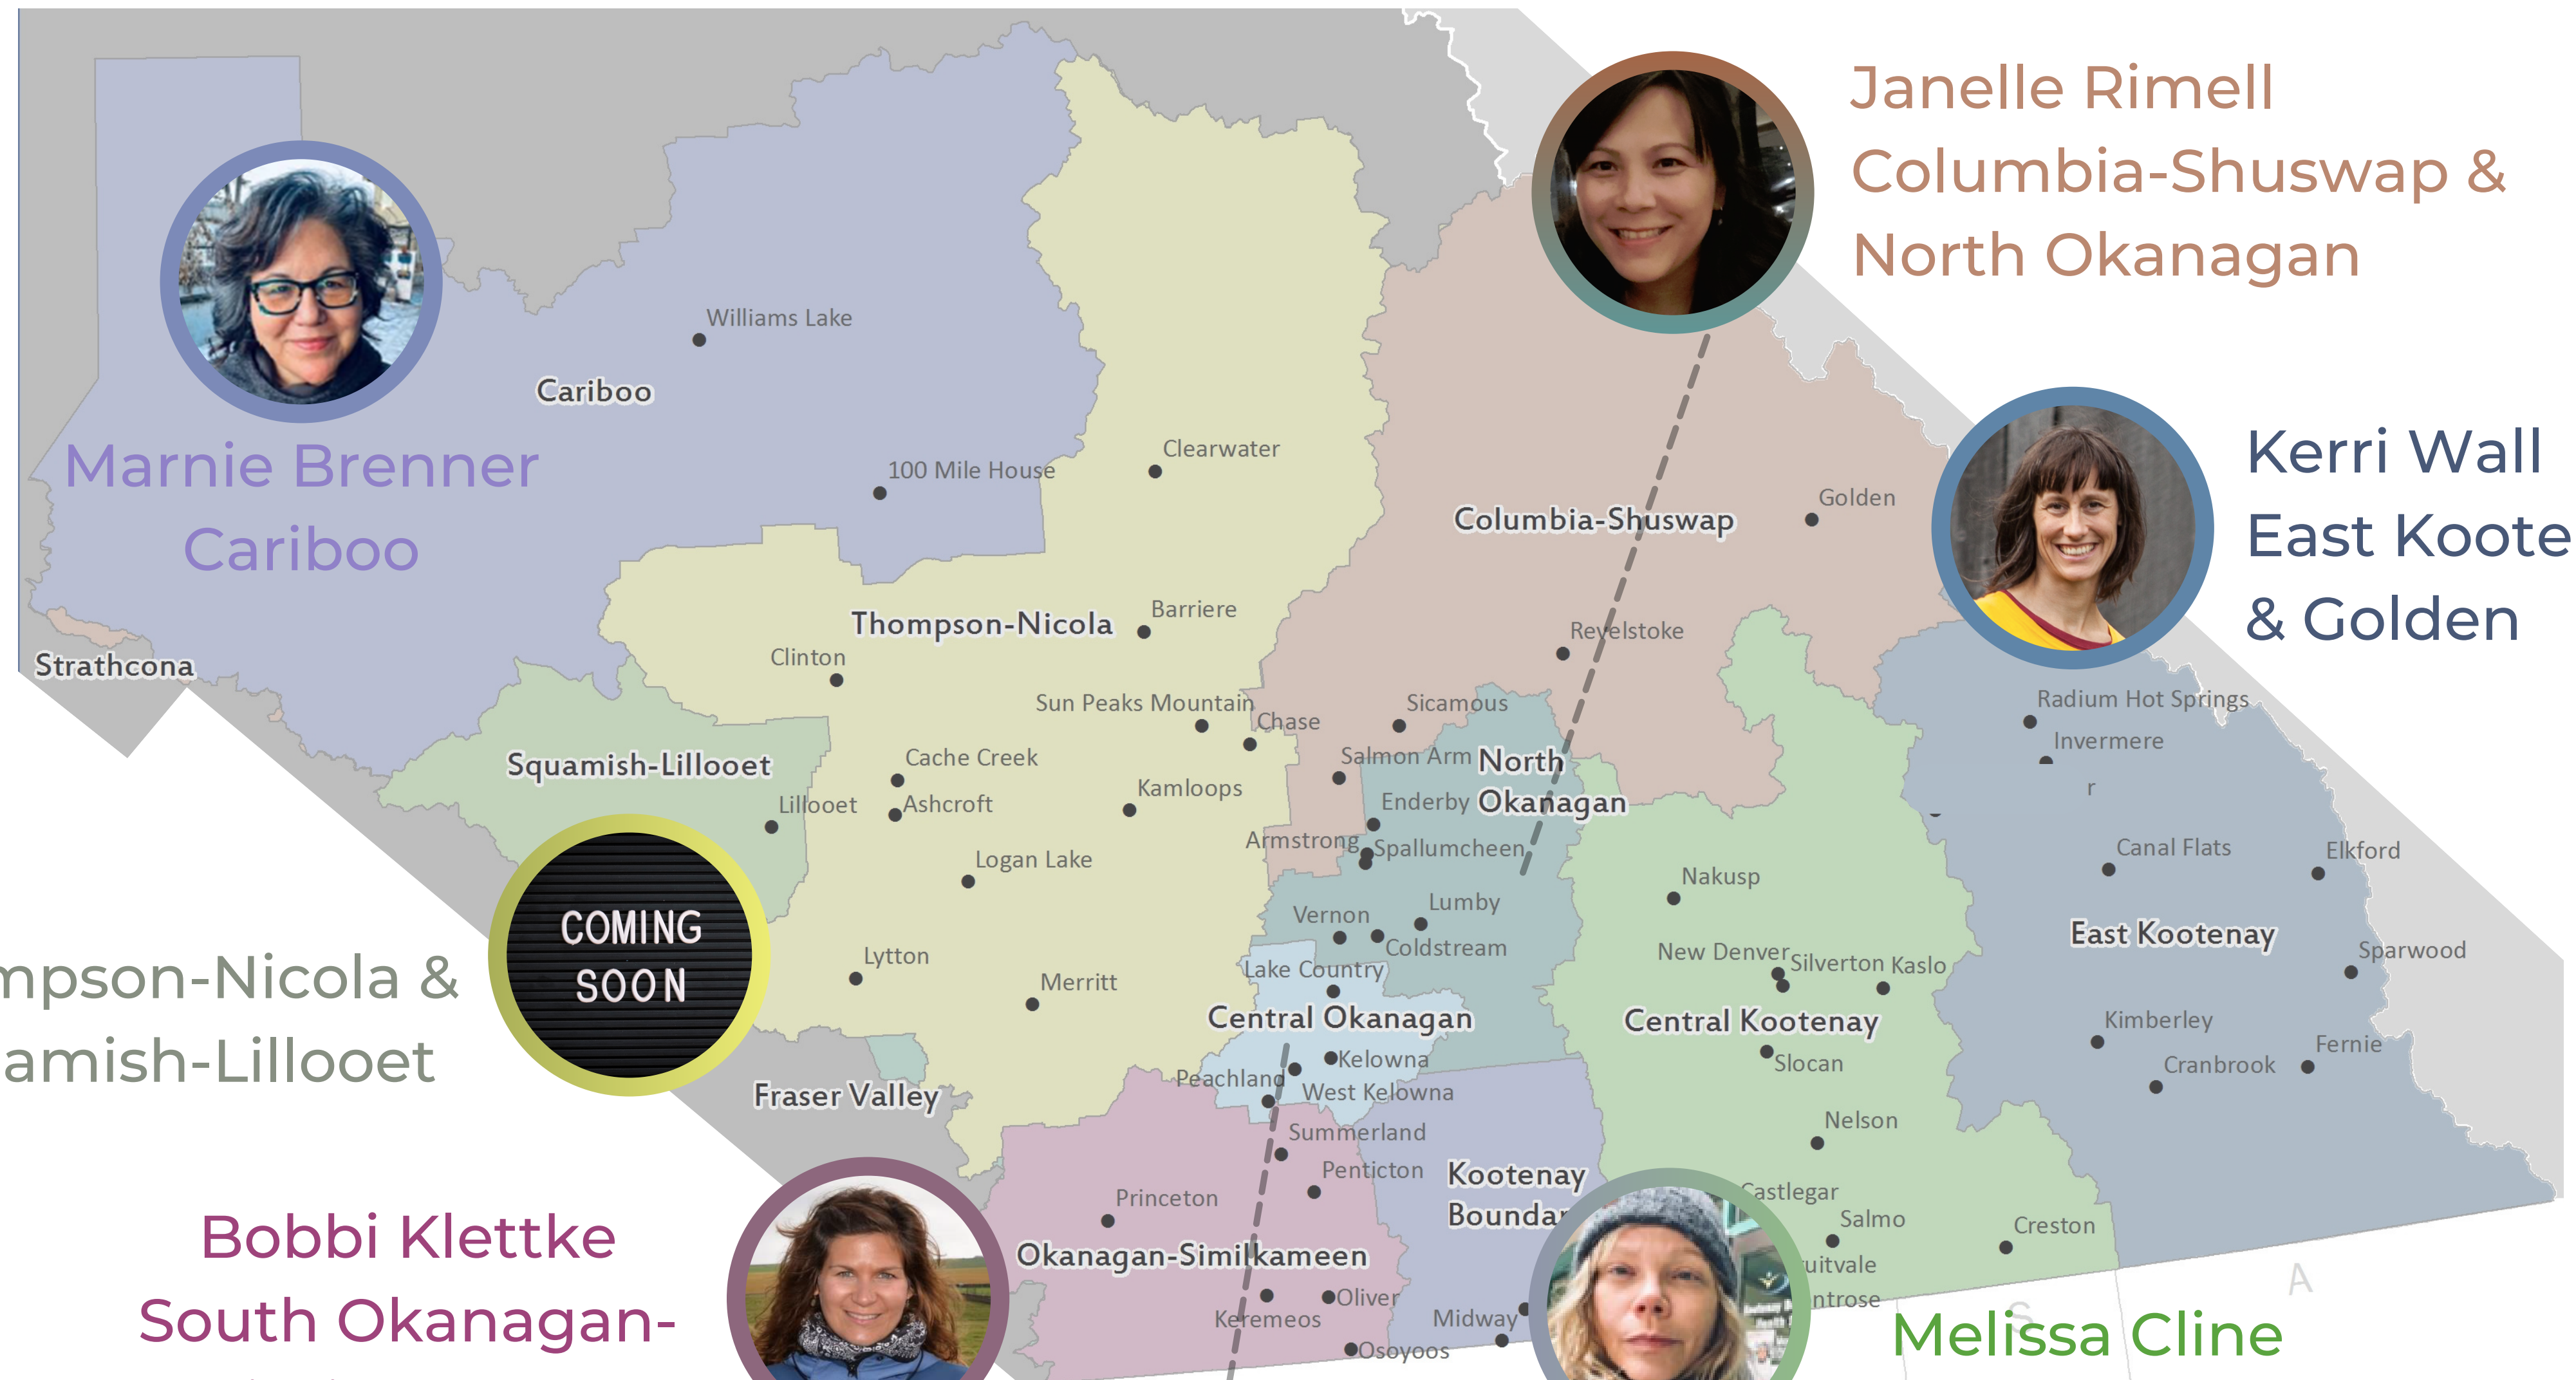 Janelle Rimell
Columbia-Shuswap &
North Okanagan
Williams Lake
Cariboo
Marnie Brenner
Cariboo
100 Mile House
Clearwater
Columbia-Shuswap
Golden
Kerri Wall
East Koote
& Golden
Thompson-Nicola
Barriere
Revelstoke
Clinton
Strathcona
Sun Peaks Mountain
Chase
Sicamous
Radium Hot Springs
Invermere
r
Squamish-Lillooet
Cache Creek
Salmon Arm
North
Okanagan
Lillooet
Ashcroft
Kamloops
Enderby
Armstrong
Spallumcheen
Canal Flats
Elkford
Logan Lake
Nakusp
COMING
SOON
Vernon
Lumby
Coldstream
East Kootenay
Sparwood
mpson-Nicola &
amish-Lillooet
Lytton
Merritt
Lake Country
New Denver
Silverton
Kaslo
Central Okanagan
Central Kootenay
Kimberley
Cranbrook
Fernie
Kelowna
Slocan
Peachland
West Kelowna
Fraser Valley
Summerland
Nelson
Penticton
Kootenay
Boundar
Castlegar
Princeton
Salmo
Creston
Bobbi Klettke
South Okanagan-
Okanagan-Similkameen
uitvale
ntrose
Keremeos
Oliver
Midway
Osoyoos
S
A
Melissa Cline